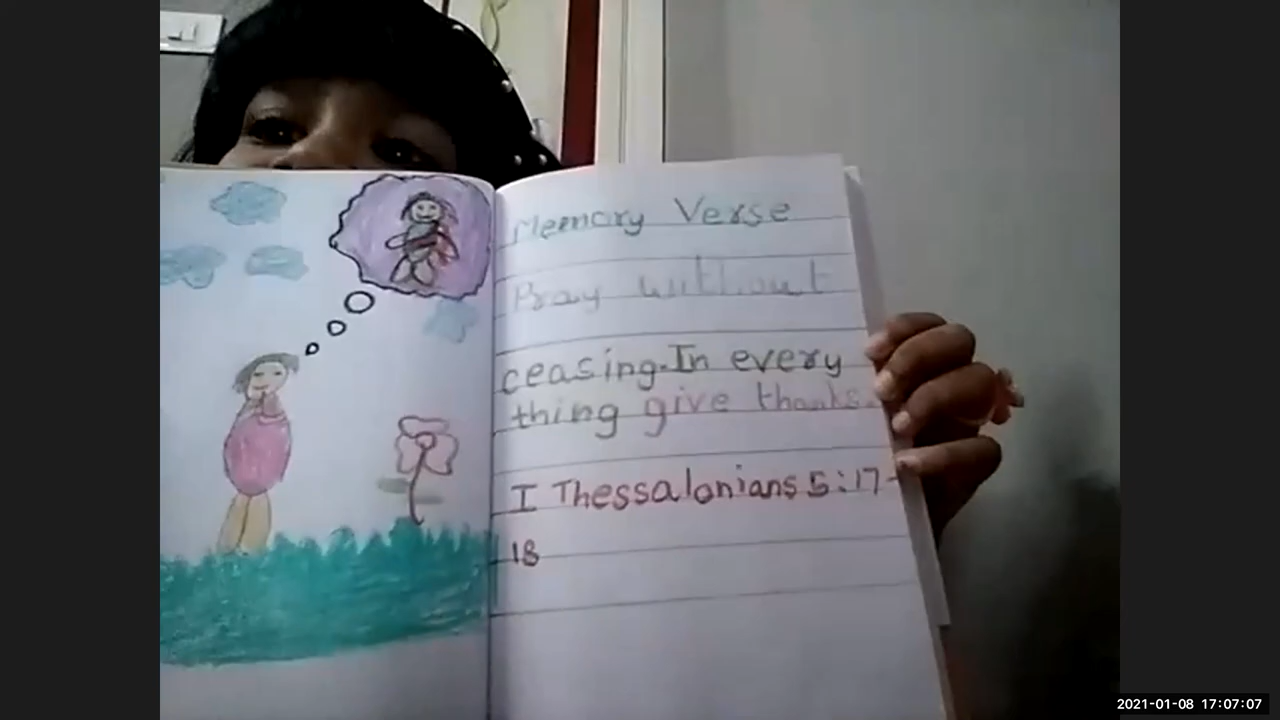 Memory Verse
Pray without
ceasing. In every
thing give thanks.
I Thessalonians 5:17-
18
2021-01-08 17:07:07